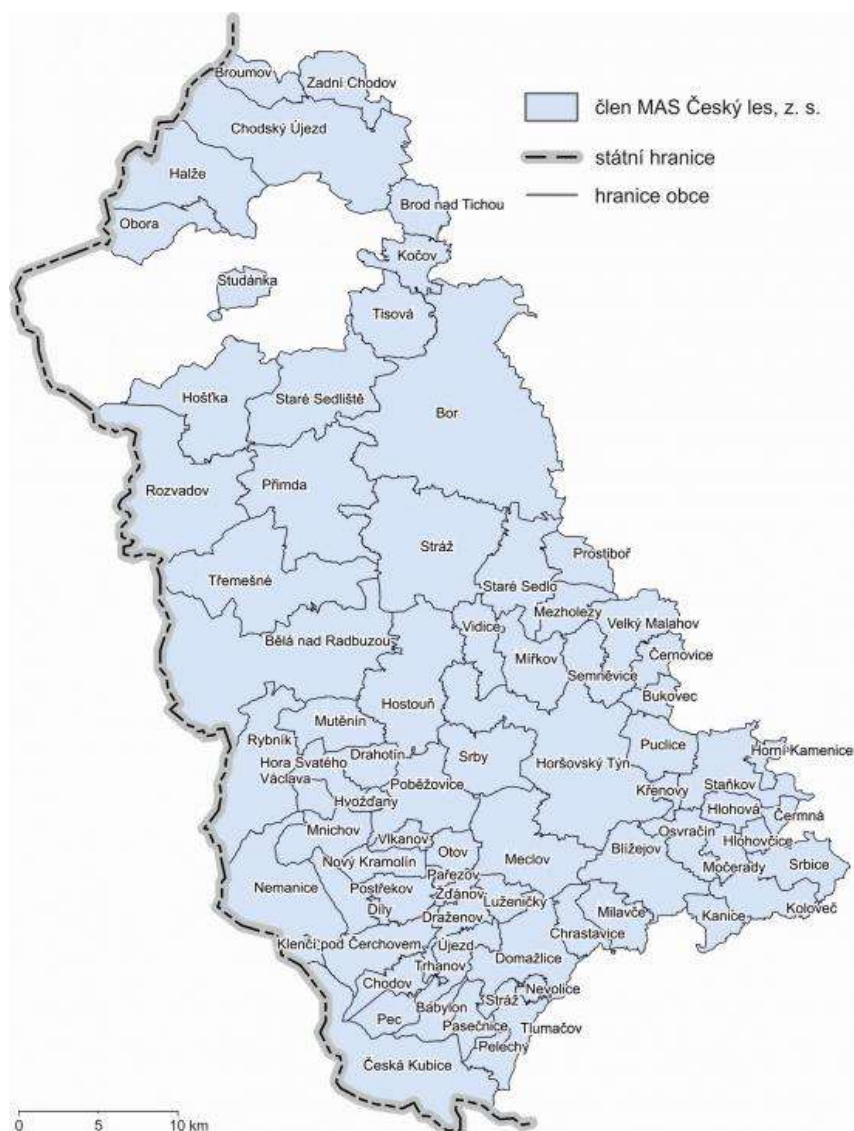 Broumov
Zadní Chodov
člen MAS Český les, z. s.
Chodský Újezd
státní hranice
Halže
hranice obce
Brod nad Tichou
Obora
Kočov
Studánka
Tisová
Hošťka
Staré Sedliště
Bor
Rozvadov
Přimda
Stráž
Prostiboř
Třemešné
Staré Sedlo
Mezholezy
Velký Malahov
Vidice
Bělá nad Radbuzou
Mířkov
Černovice
Semněvice
Bukovec
Hostouň
Mutěnín
Rybník
Puclice
Horní Kamenice
Drahotín
Srby
Horšovský Týn
Hora Svatého
Václava
Poběžovice
Staňkov
Křenovy
Hvožďany
Hlohová
Čermná
Mnichov
Osvračín
Vlkanov
Hlohovčice
Otov
Blížejov
Nový Kramolín
Meclov
Močerady
Srbice
Pařezov
Nemanice
Postřekov
Žďánov
Luženičky
Díly
Milavče
Koloveč
Draženov
Kanice
Chrastavice
Klenčí pod Čerchovem
Újezd
Domažlice
Trhanov
Chodov
Nevolice
Babylon
Stráž
Pec
Pasečnice
Tlumačov
Pelechy
Česká Kubice
0 5 10 km